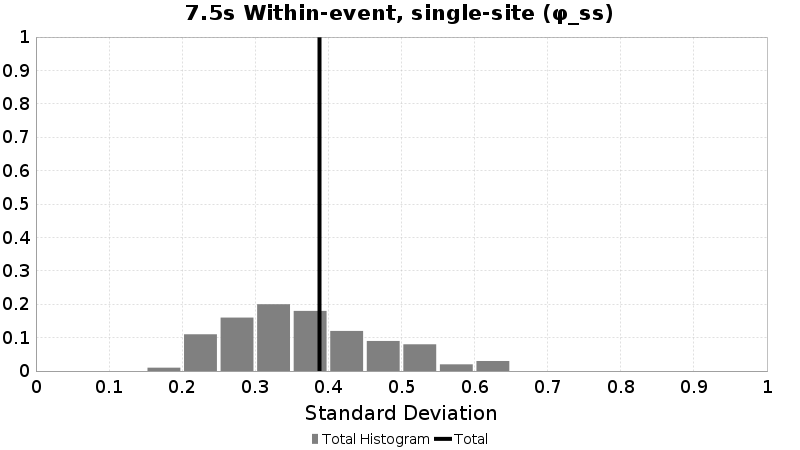 7.5s Within-event, single-site (φ_ss)
1
0.9
0.8
0.7
0.6
0.5
0.4
0.3
0.2
0.1
0
0 0.1 0.2 0.3 0.4 0.5 0.6 0.7 0.8 0.9 1
Standard Deviation
Total Histogram Total